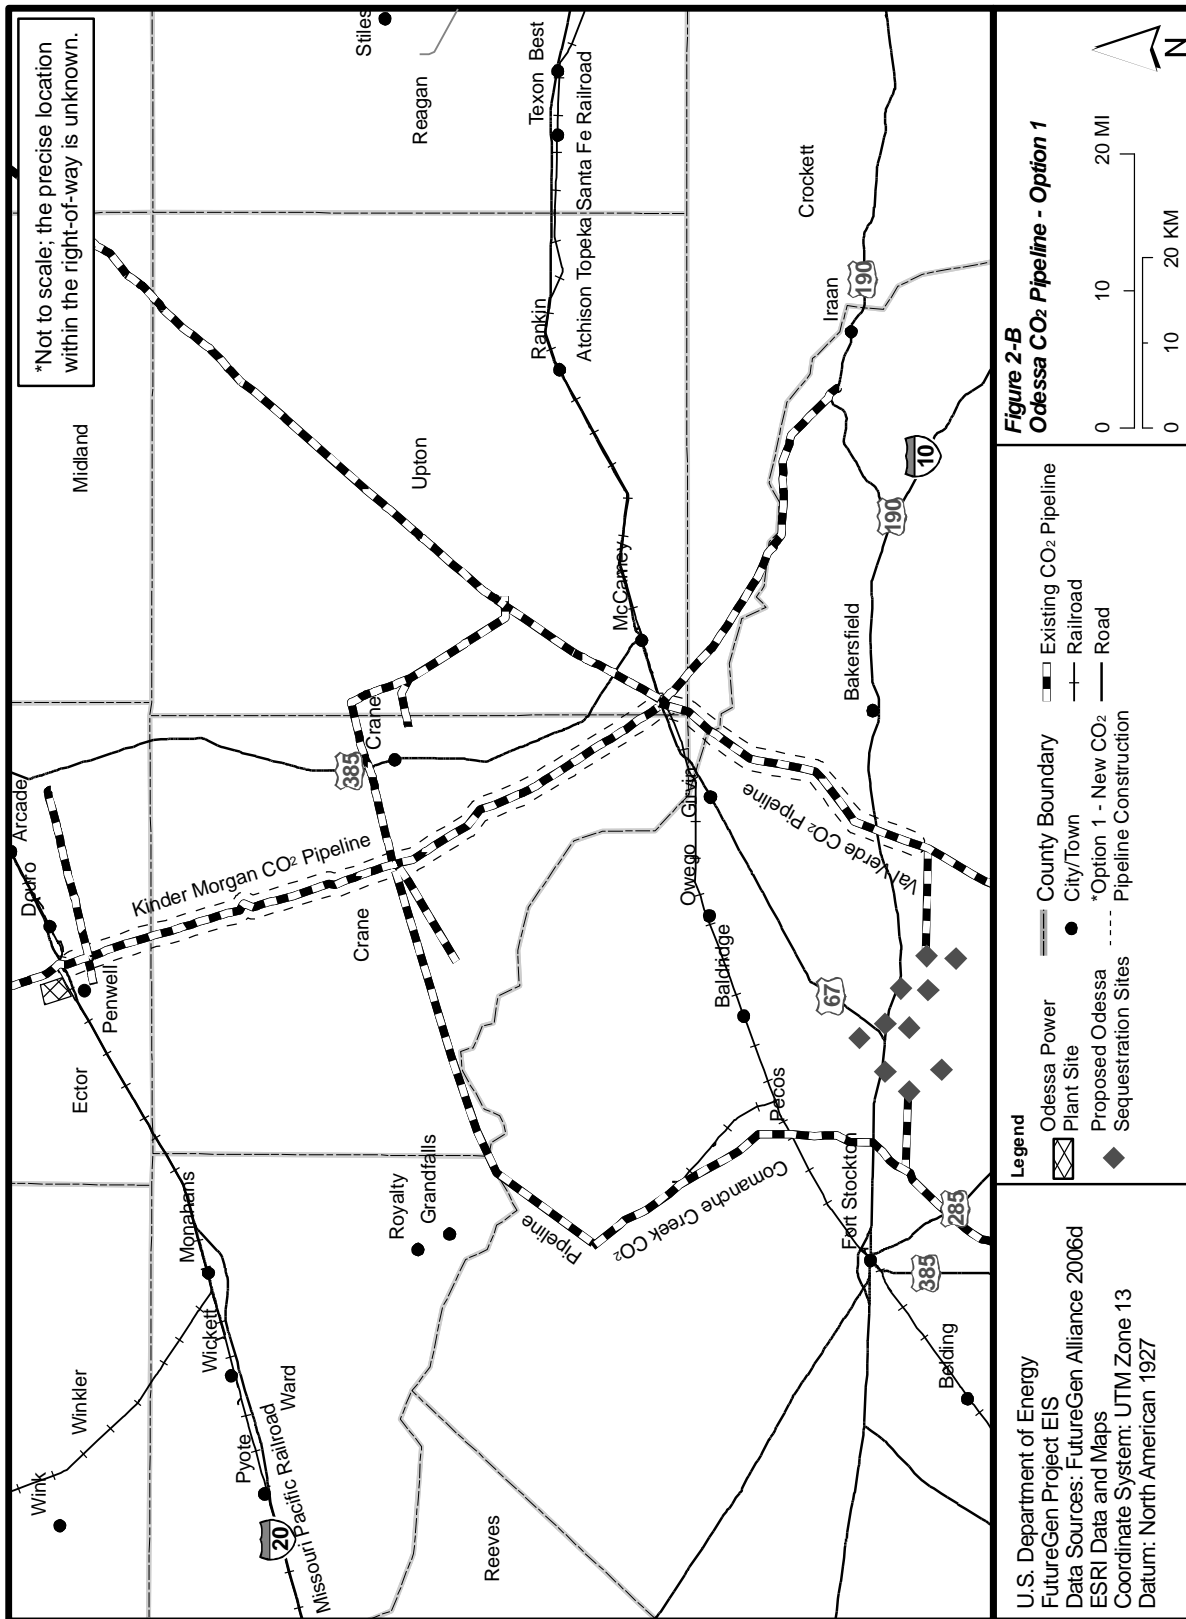 *Not to scale; the precise location
within the right-of-way is unknown.
Stiles
Reagan
Texon
Best
Atchison Topeka Santa Fe Railroad
Rankin
Crockett
Iraan
190
Midland
Upton
McCamey
10
190
Bakersfield
Arcade
Douro
385
Crane
Kinder Morgan CO2 Pipeline
Crane
Girvin
Owego
Val Verde CO2 Pipeline
Penwell
Ector
Baldridge
67
Pecos
Monahans
Royalty
Grandfalls
Pipeline
Comanche Creek CO2
Fort Stockton
285
385
Wink
Winkler
Wickett
Pyote
Ward
20
Missouri Pacific Railroad
Reeves
Belding
U.S. Department of Energy
FutureGen Project EIS
Data Sources: FutureGen Alliance 2006d
ESRI Data and Maps
Coordinate System: UTM Zone 13
Datum: North American 1927
Legend
Odessa Power
Plant Site
Proposed Odessa
Sequestration Sites
County Boundary
City/Town
*Option 1 - New CO2
Pipeline Construction
Existing CO2 Pipeline
Railroad
Road
Figure 2-B
Odessa CO2 Pipeline - Option 1
0 10 20 MI
0 10 20 KM
N